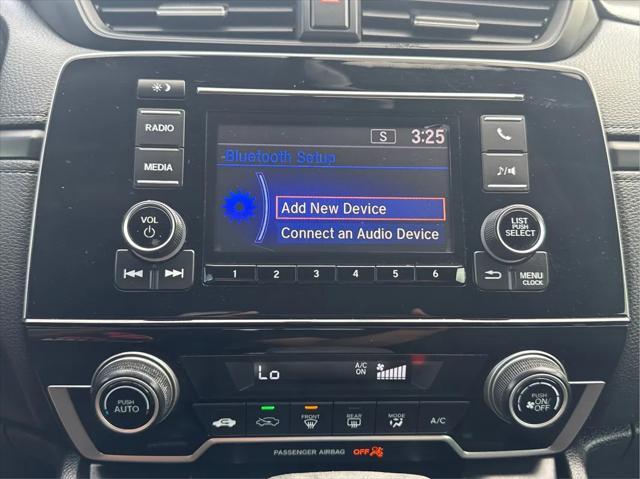 S 3:25
RADIO
Bluetooth Setup
MEDIA
Add New Device
VOL
LIST
PUSH
SELECT
Connect an Audio Device
1 2 3 4 5 6
MENU
CLOCK
Lo
A/C
ON
PUSH
AUTO
PUSH
ON/
OFF
FRONT REAR MODE A/C
PASSENGER AIRBAG OFF